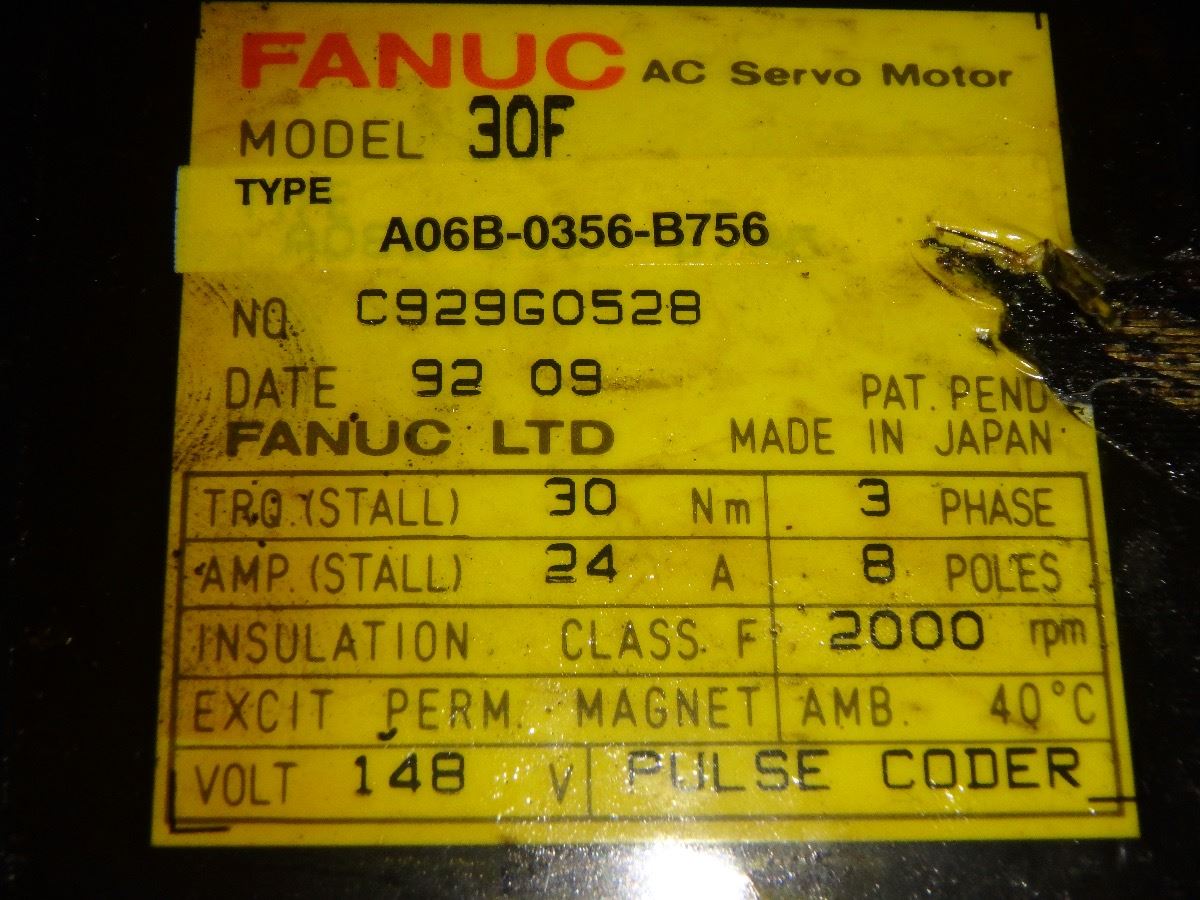 FANUC AC Servo Motor
MODEL 30F
TYPE
A06B-0356-B756
NO. C929G0528
DATE 92 09
PAT. PEND
FANUC LTD MADE IN JAPAN
TRQ.(STALL) 30 Nm 3 PHASE
AMP.(STALL) 24 A 8 POLES
INSULATION CLASS F 2000 rpm
EXCIT PERM. MAGNET AMB. 40°C
VOLT 148 V PULSE CODER